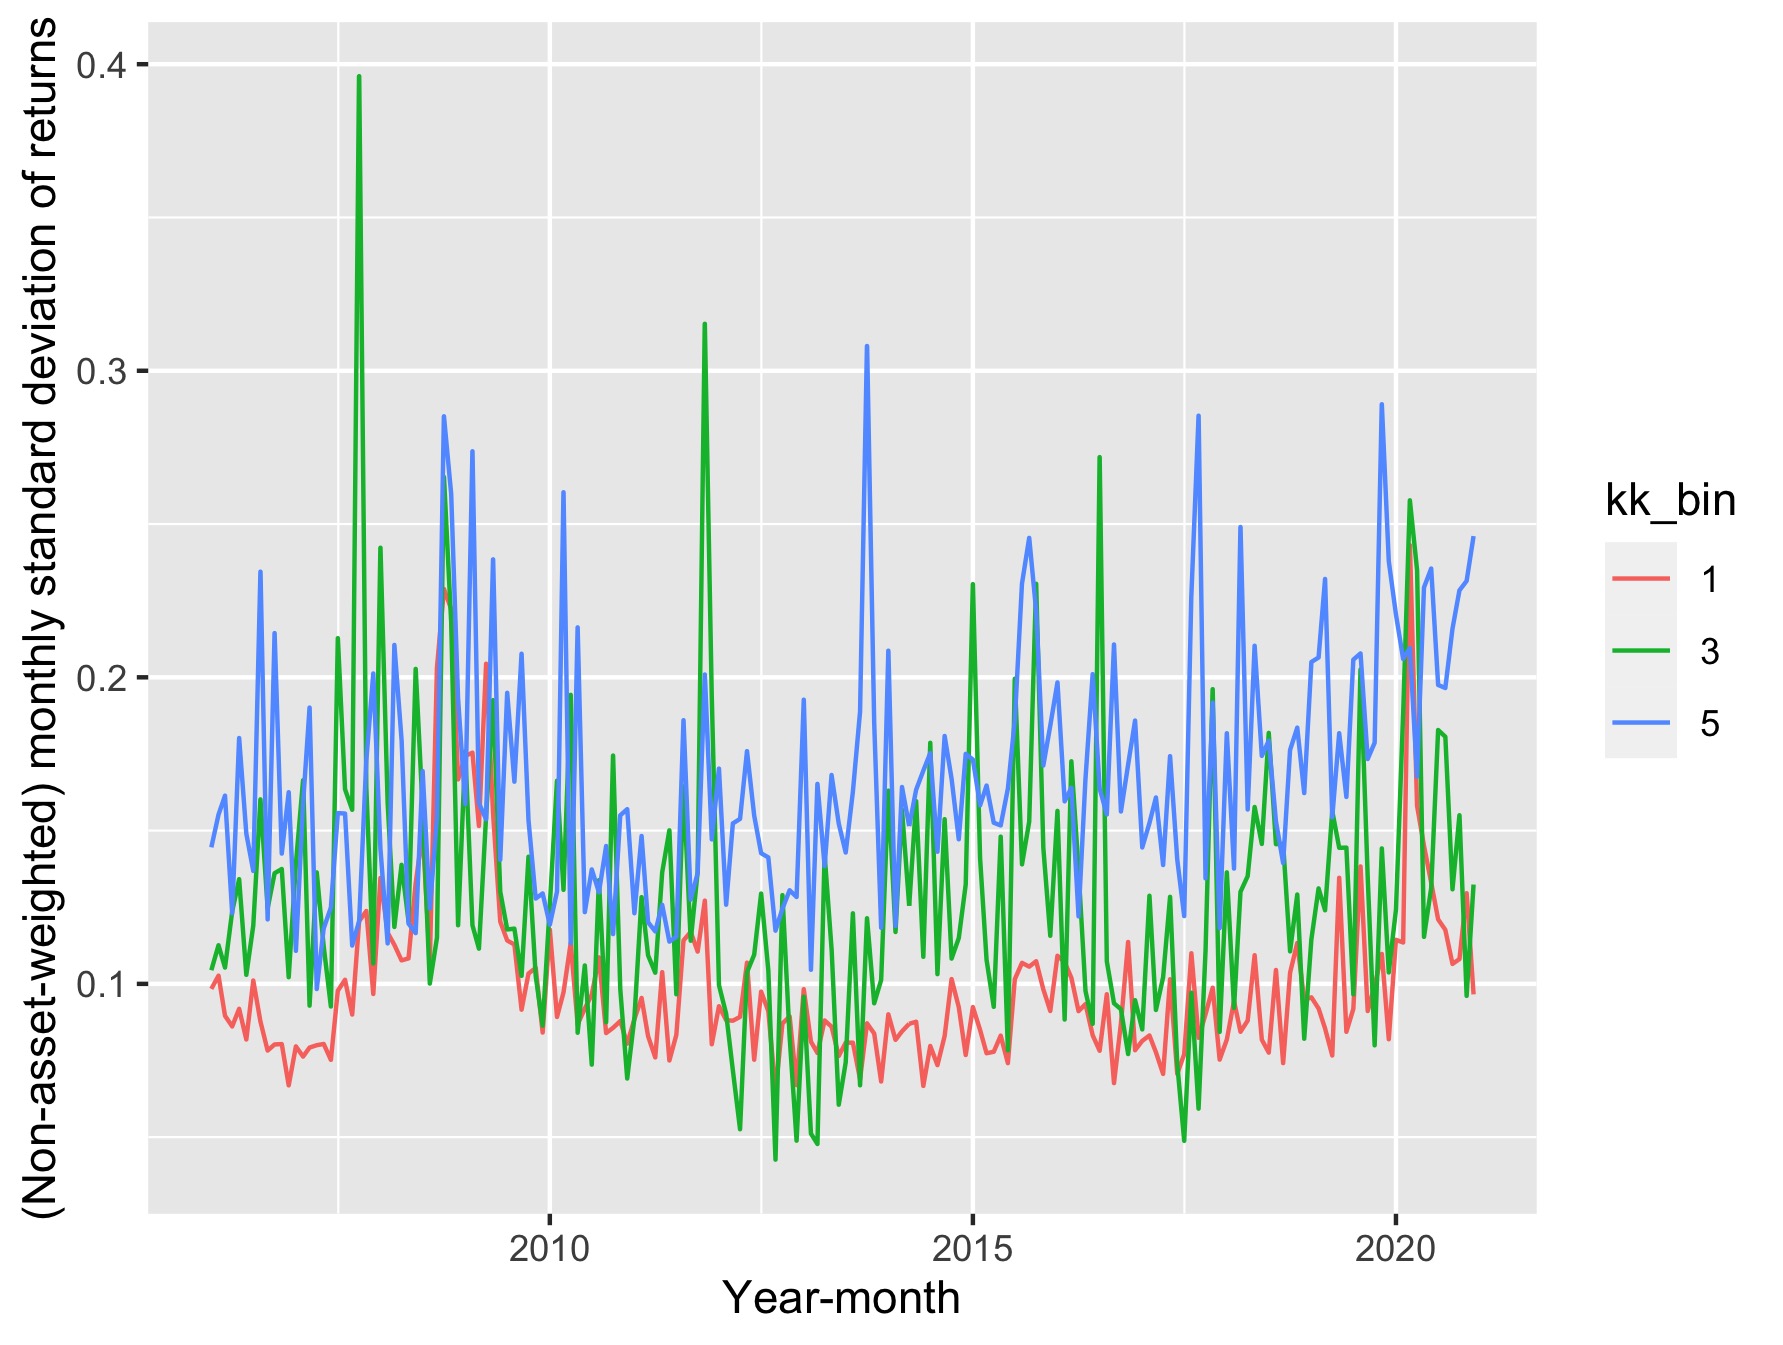 (Non-asset-weighted) monthly standard deviation of returns
0.4
0.3
0.2
0.1
2010 2015 2020
Year-month
kk_bin
1
3
5